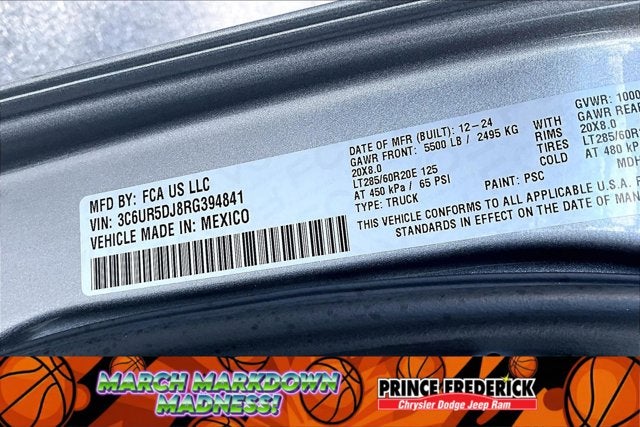 MFD BY: FCA US LLC
VIN: 3C6UR5DJ8RG394841
VEHICLE MADE IN: MEXICO
DATE OF MFR (BUILT): 12-24
GAWR FRONT: 5500 LB / 2495 KG
20X8.0
LT285/60R20E 125
AT 450 kPa / 65 PSI
TYPE: TRUCK
WITH
RIMS
TIRES
COLD
GVWR: 1000
GAWR REAR
20X8.0
LT285/60R
AT 480 kP
PAINT: PSC
MD
VEHICLE CONFORMS TO ALL APPLICABLE U.S.A. F
STANDARDS IN EFFECT ON THE DATE OF MANUF
MARCH MARKDOWN
MADNESS!
PRINCE FREDERICK
Chrysler Dodge Jeep Ram